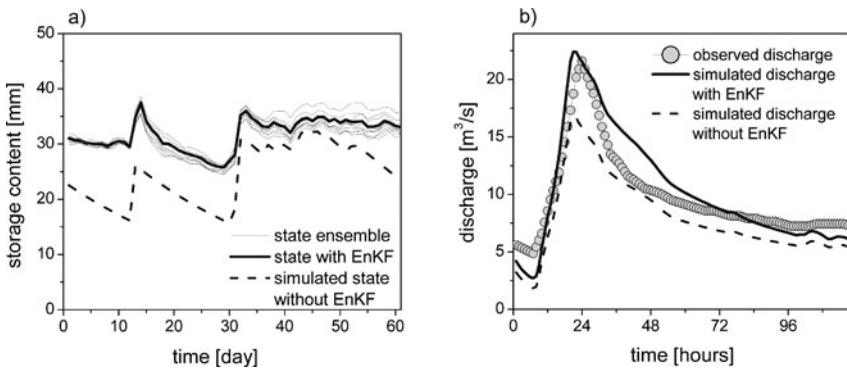 a)
50
40
30
20
10
0
storage content [mm]
state ensemble
state with EnKF
simulated state
without EnKF
0 10 20 30 40 50 60
time [day]
b)
20
15
10
5
0
discharge [m³/s]
observed discharge
simulated discharge
with EnKF
simulated discharge
without EnKF
0 24 48 72 96
time [hours]